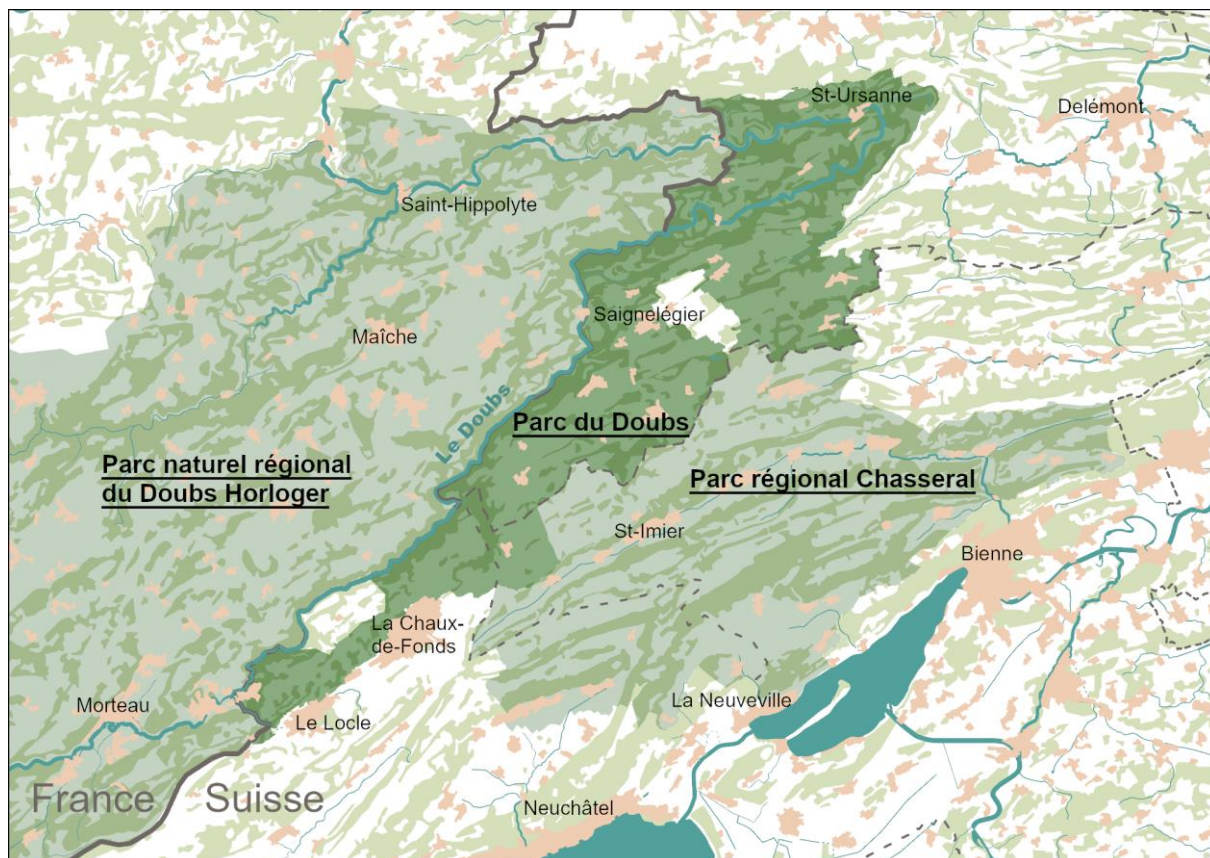 St-Ursanne
Delémont
Saint-Hippolyte
Saignelégier
Maîche
Le Doubs
Parc du Doubs
Parc naturel régional
du Doubs Horloger
Parc régional Chasseral
St-Imier
Bienne
La Chaux-
de-Fonds
Morteau
La Neuveville
Le Locle
France
Suisse
Neuchâtel